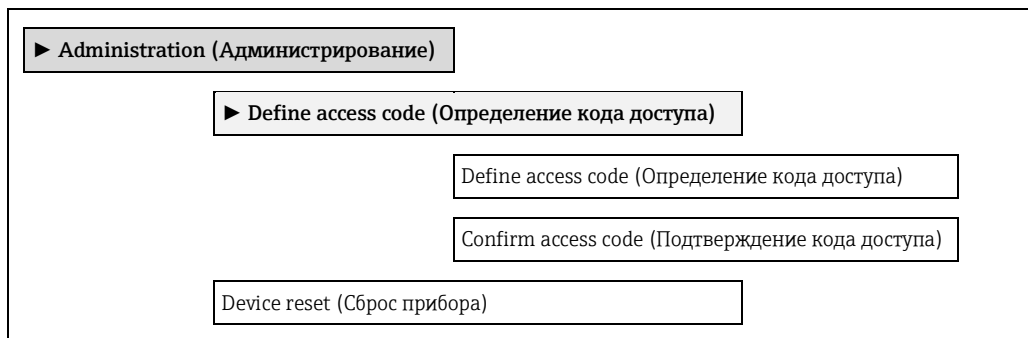 ► Administration (Администрирование)
► Define access code (Определение кода доступа)
Define access code (Определение кода доступа)
Confirm access code (Подтверждение кода доступа)
Device reset (Сброс прибора)